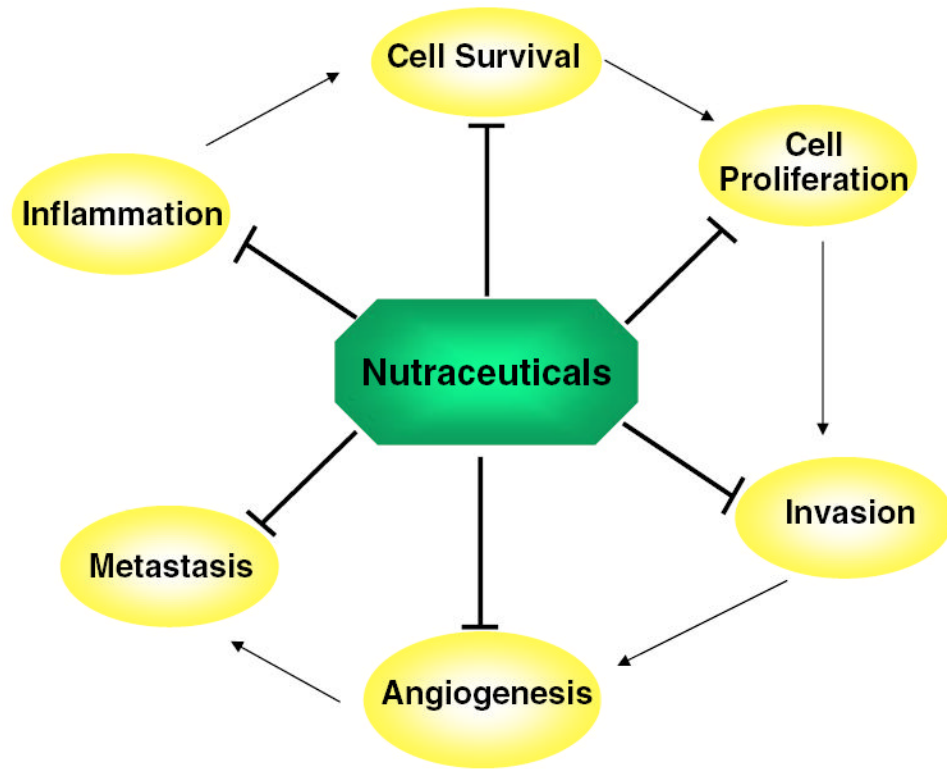 Cell Survival
Cell
Proliferation
Inflammation
Nutraceuticals
Invasion
Metastasis
Angiogenesis